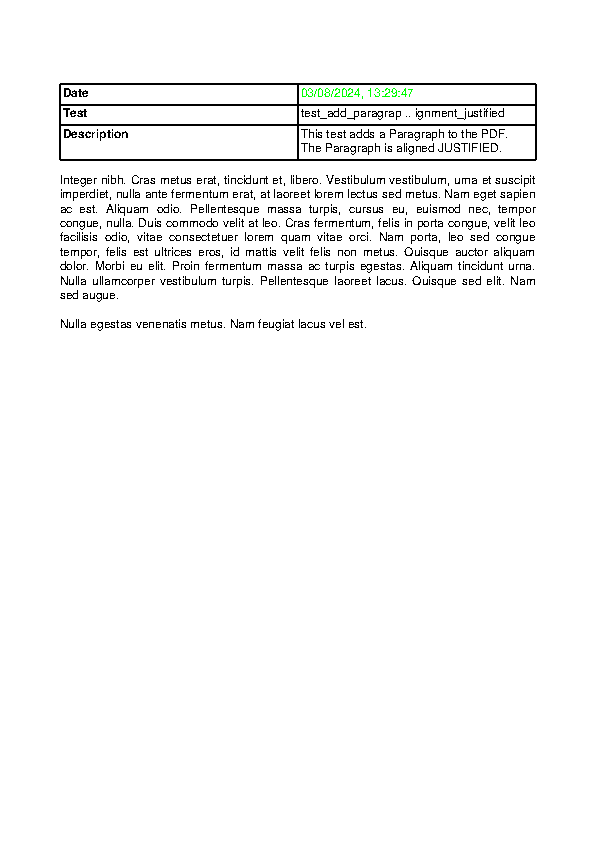 Date 03/08/2024, 13:29:47
Test test_add_paragrap .. ignment_justified
Description This test adds a Paragraph to the PDF.
The Paragraph is aligned JUSTIFIED.
Integer nibh. Cras metus erat, tincidunt et, libero. Vestibulum vestibulum, urna et suscipit
imperdiet, nulla ante fermentum erat, at laoreet lorem lectus sed metus. Nam eget sapien
ac est. Aliquam odio. Pellentesque massa turpis, cursus eu, euismod nec, tempor
congue, nulla. Duis commodo velit at leo. Cras fermentum, felis in porta congue, velit leo
facilisis odio, vitae consectetuer lorem quam vitae orci. Nam porta, leo sed congue
tempor, felis est ultrices eros, id mattis velit felis non metus. Quisque auctor aliquam
dolor. Morbi eu elit. Proin fermentum massa ac turpis egestas. Aliquam tincidunt urna.
Nulla ullamcorper vestibulum turpis. Pellentesque laoreet lacus. Quisque sed elit. Nam
sed augue.
Nulla egestas venenatis metus. Nam feugiat lacus vel est.